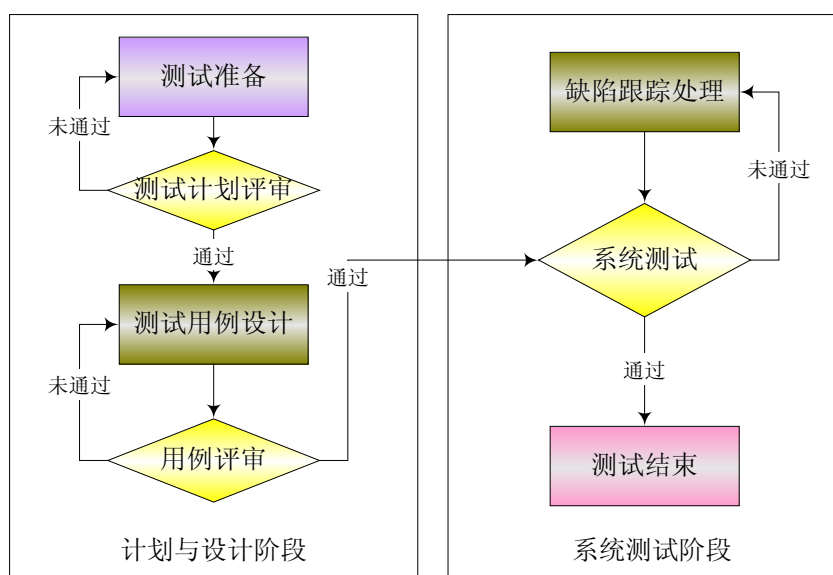 测试准备
未通过
测试计划评审
通过
测试用例设计
未通过
用例评审
通过
计划与设计阶段
缺陷跟踪处理
未通过
系统测试
通过
测试结束
系统测试阶段